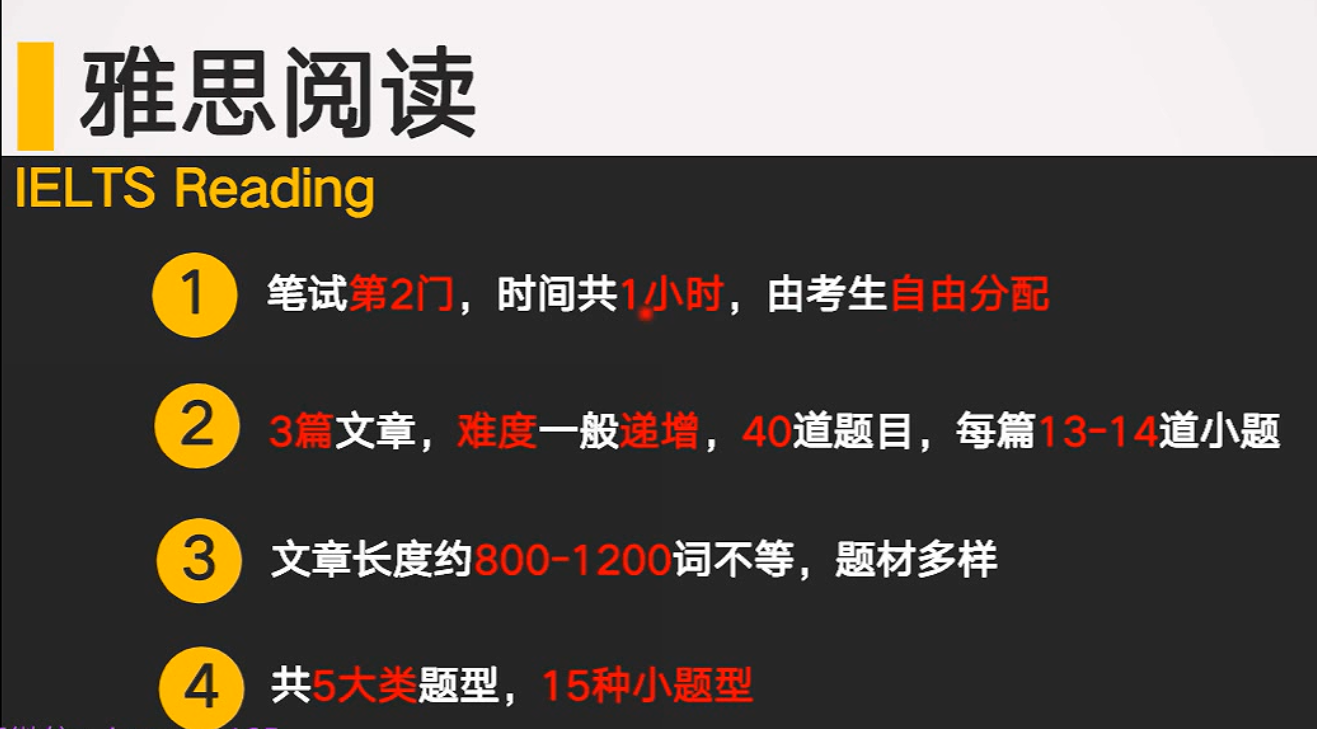 雅思阅读
IELTS Reading
1 笔试第2门，时间共1小时，由考生自由分配
2 3篇文章，难度一般递增，40道题目，每篇13-14道小题
3 文章长度约800-1200词不等，题材多样
4 共5大类题型，15种小题型